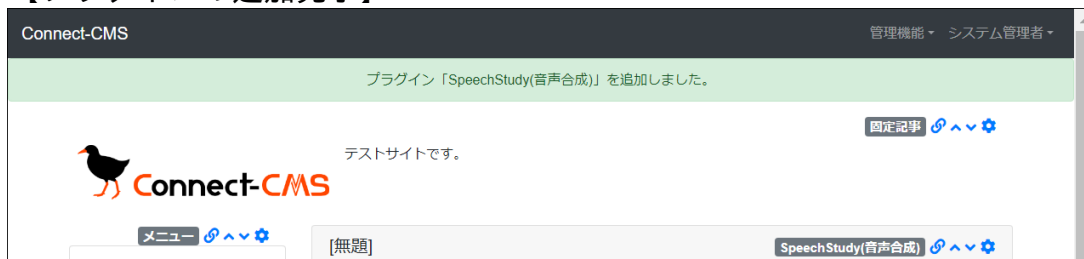 Connect-CMS
管理機能 システム管理者
プラグイン「SpeechStudy(音声合成)」を追加しました。
固定記事
テストサイトです。
Connect-CMS
メニュー
[無題]
SpeechStudy(音声合成)